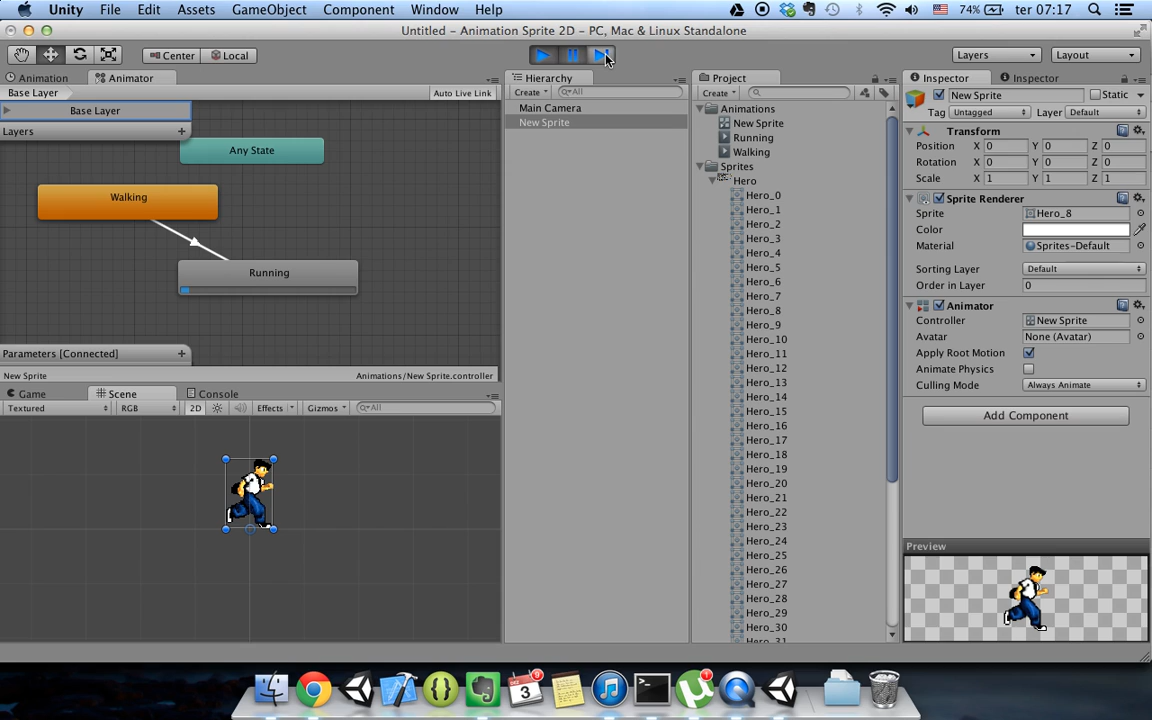 Unity File Edit Assets GameObject Component Window Help 74% ter 07:17
Untitled - Animation Sprite 2D - PC, Mac & Linux Standalone
Center Local Layers Layout
Animation Animator
Base Layer Auto Live Link
Base Layer
Layers +
Any State
Walking
Running
Parameters [Connected] +
New Sprite Animations/New Sprite.controller
Game Scene Console
Textured RGB 2D Effects Gizmos All
Hierarchy
Create All
Main Camera
New Sprite
Project
Create
Animations
New Sprite
Running
Walking
Sprites
Hero
Hero_0
Hero_1
Hero_2
Hero_3
Hero_4
Hero_5
Hero_6
Hero_7
Hero_8
Hero_9
Hero_10
Hero_11
Hero_12
Hero_13
Hero_14
Hero_15
Hero_16
Hero_17
Hero_18
Hero_19
Hero_20
Hero_21
Hero_22
Hero_23
Hero_24
Hero_25
Hero_26
Hero_27
Hero_28
Hero_29
Hero_30
Hero_31
Inspector Inspector
New Sprite Static
Tag Untagged Layer Default
Transform
Position X 0 Y 0 Z 0
Rotation X 0 Y 0 Z 0
Scale X 1 Y 1 Z 1
Sprite Renderer
Sprite Hero_8
Color
Material Sprites-Default
Sorting Layer Default
Order in Layer 0
Animator
Controller New Sprite
Avatar None (Avatar)
Apply Root Motion
Animate Physics
Culling Mode Always Animate
Add Component
Preview
3